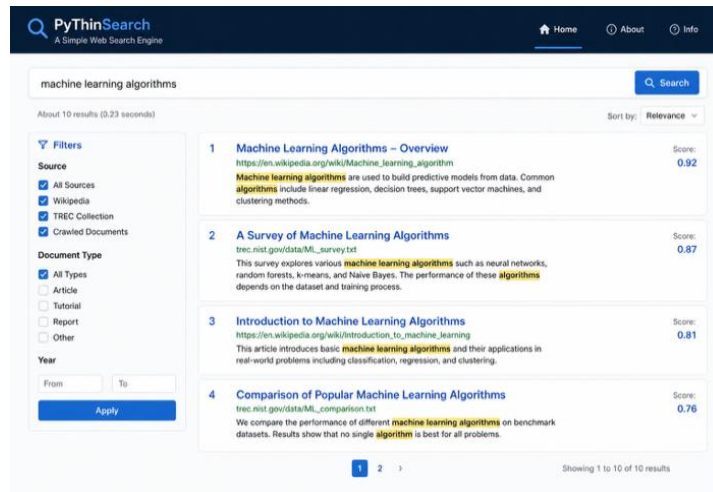 PyThinSearch
A Simple Web Search Engine
Home
About
Info
machine learning algorithms
Search
About 10 results (0.23 seconds)
Sort by: Relevance
Filters
Source
All Sources
Wikipedia
TREC Collection
Crawled Documents
Document Type
All Types
Article
Tutorial
Report
Other
Year
From
To
Apply
1
Machine Learning Algorithms – Overview
https://en.wikipedia.org/wiki/Machine_learning_algorithm
Machine learning algorithms are used to build predictive models from data. Common
algorithms include linear regression, decision trees, support vector machines, and
clustering methods.
Score:
0.92
2
A Survey of Machine Learning Algorithms
trec.nist.gov/data/ML_survey.txt
This survey explores various machine learning algorithms such as neural networks,
random forests, k-means, and Naive Bayes. The performance of these algorithms
depends on the dataset and training process.
Score:
0.87
3
Introduction to Machine Learning Algorithms
https://en.wikipedia.org/wiki/Introduction_to_machine_learning
This article introduces basic machine learning algorithms and their applications in
real-world problems including classification, regression, and clustering.
Score:
0.81
4
Comparison of Popular Machine Learning Algorithms
trec.nist.gov/data/ML_comparison.txt
We compare the performance of different machine learning algorithms on benchmark
datasets. Results show that no single algorithm is best for all problems.
Score:
0.76
1 2 ›
Showing 1 to 10 of 10 results